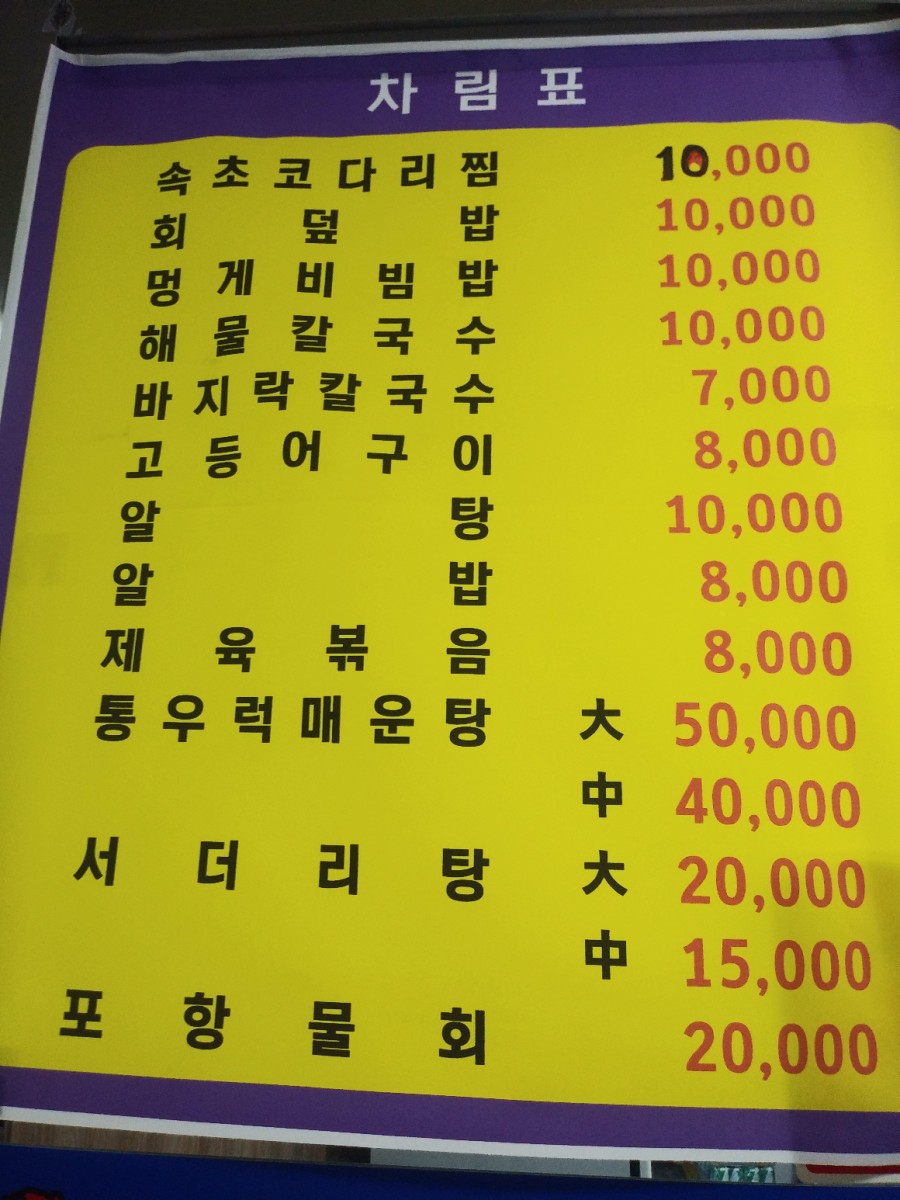 차림표
속초코다리찜 10,000
회덮밥 10,000
멍게비빔밥 10,000
해물칼국수 10,000
바지락칼국수 7,000
고등어구이 8,000
알탕 10,000
알밥 8,000
제육볶음 8,000
통우럭매운탕 大 50,000
中 40,000
서더리탕 大 20,000
中 15,000
포항물회 20,000